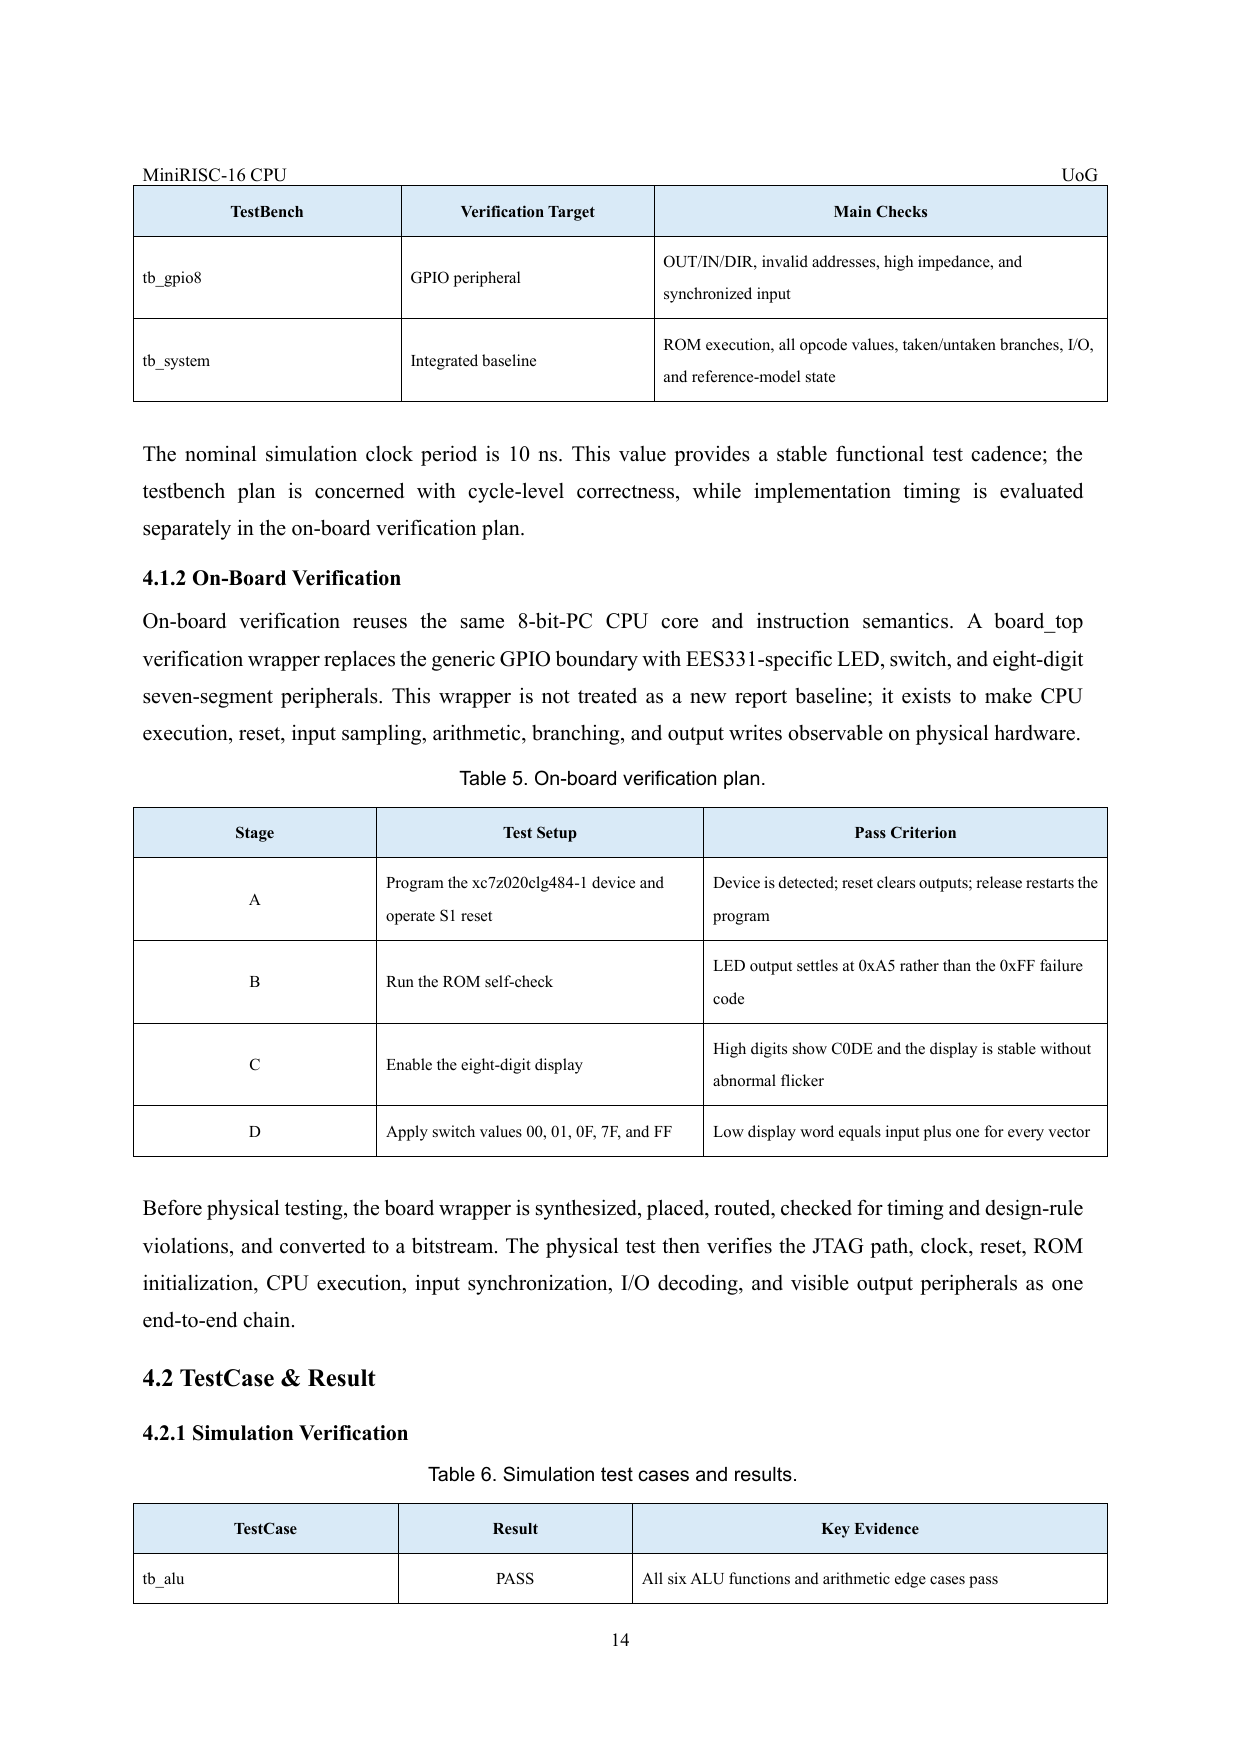 MiniRISC-16 CPU UoG
TestBench Verification Target Main Checks
tb_gpio8 GPIO peripheral OUT/IN/DIR, invalid addresses, high impedance, and
synchronized input
tb_system Integrated baseline ROM execution, all opcode values, taken/untaken branches, I/O,
and reference-model state
The nominal simulation clock period is 10 ns. This value provides a stable functional test cadence; the
testbench plan is concerned with cycle-level correctness, while implementation timing is evaluated
separately in the on-board verification plan.
4.1.2 On-Board Verification
On-board verification reuses the same 8-bit-PC CPU core and instruction semantics. A board_top
verification wrapper replaces the generic GPIO boundary with EES331-specific LED, switch, and eight-digit
seven-segment peripherals. This wrapper is not treated as a new report baseline; it exists to make CPU
execution, reset, input sampling, arithmetic, branching, and output writes observable on physical hardware.
Table 5. On-board verification plan.
Stage Test Setup Pass Criterion
A Program the xc7z020clg484-1 device and
operate S1 reset Device is detected; reset clears outputs; release restarts the
program
B Run the ROM self-check LED output settles at 0xA5 rather than the 0xFF failure
code
C Enable the eight-digit display High digits show C0DE and the display is stable without
abnormal flicker
D Apply switch values 00, 01, 0F, 7F, and FF Low display word equals input plus one for every vector
Before physical testing, the board wrapper is synthesized, placed, routed, checked for timing and design-rule
violations, and converted to a bitstream. The physical test then verifies the JTAG path, clock, reset, ROM
initialization, CPU execution, input synchronization, I/O decoding, and visible output peripherals as one
end-to-end chain.
4.2 TestCase & Result
4.2.1 Simulation Verification
Table 6. Simulation test cases and results.
TestCase Result Key Evidence
tb_alu PASS All six ALU functions and arithmetic edge cases pass
14